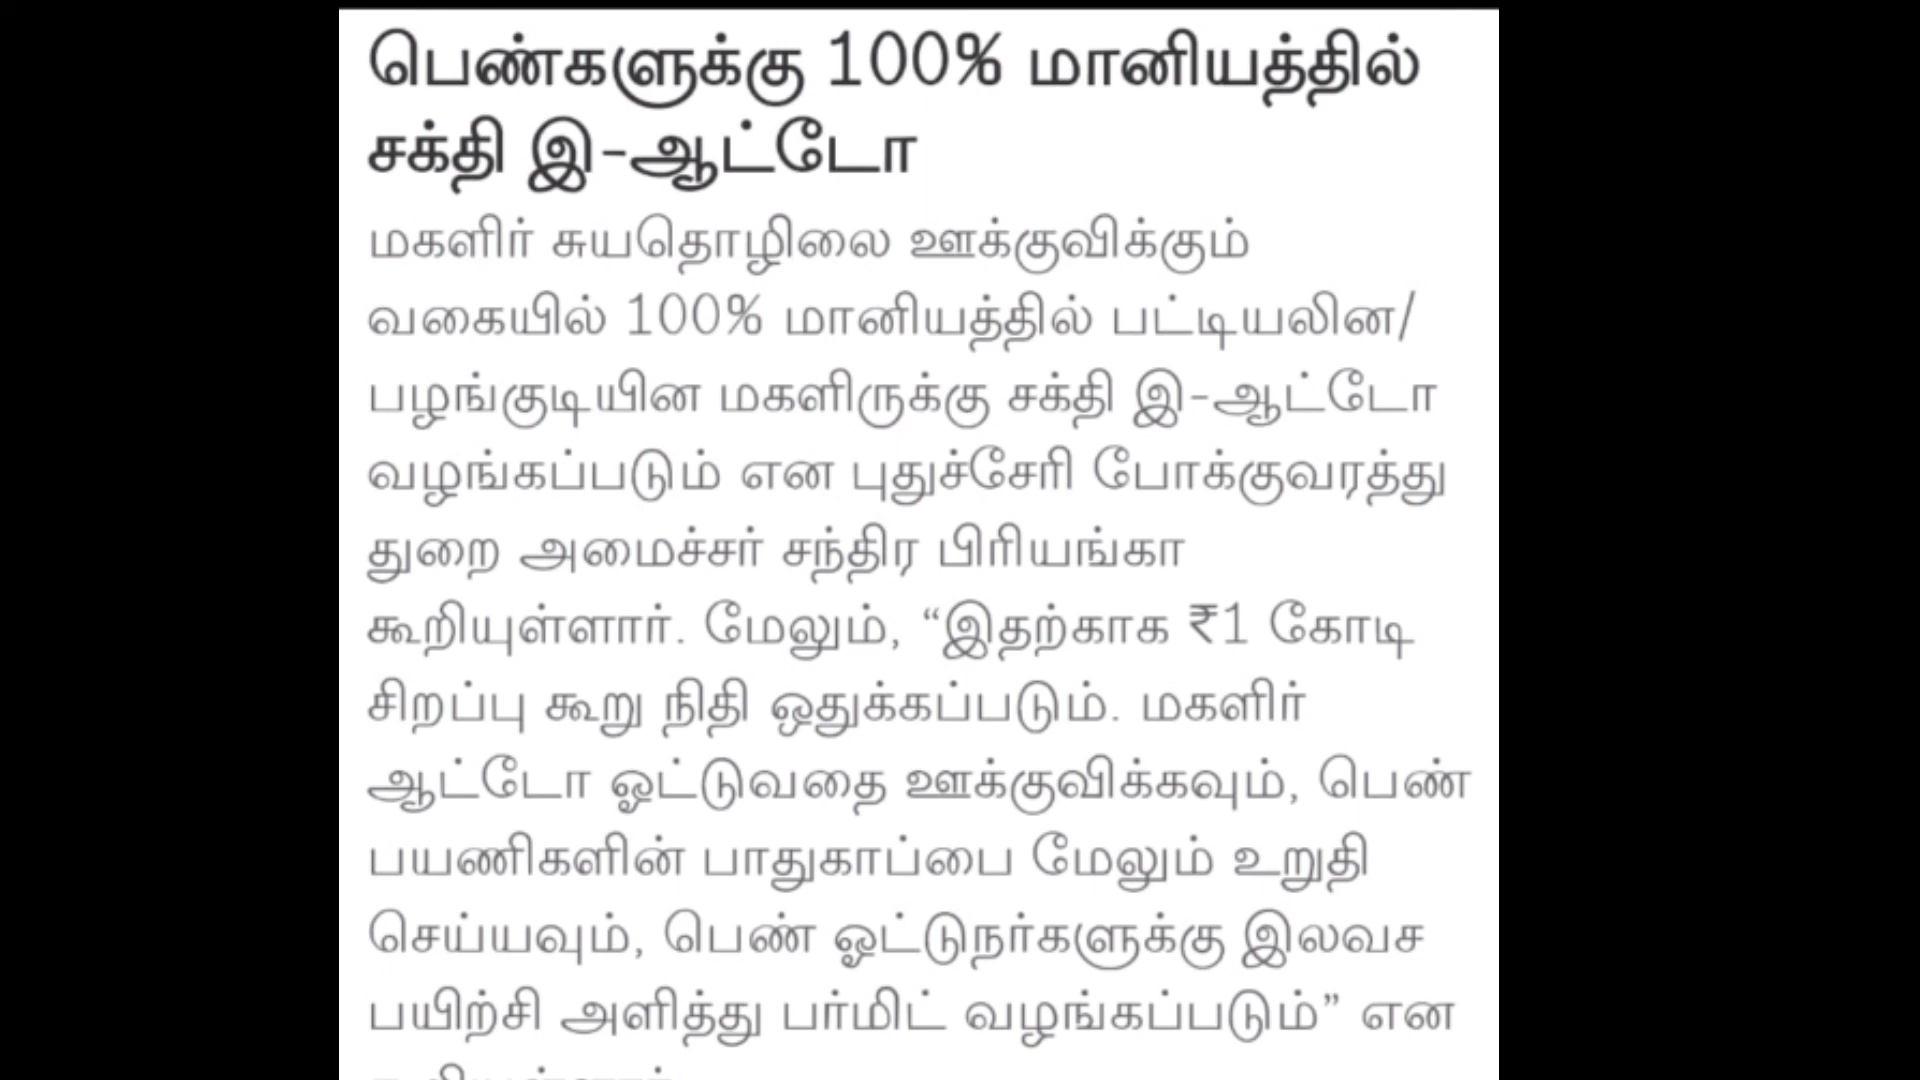 பெண்களுக்கு 100% மானியத்தில்
சக்தி இ-ஆட்டோ
மகளிர் சுயதொழிலை ஊக்குவிக்கும்
வகையில் 100% மானியத்தில் பட்டியலின/
பழங்குடியின மகளிருக்கு சக்தி இ-ஆட்டோ
வழங்கப்படும் என புதுச்சேரி போக்குவரத்து
துறை அமைச்சர் சந்திர பிரியங்கா
கூறியுள்ளார். மேலும், “இதற்காக ₹1 கோடி
சிறப்பு கூறு நிதி ஒதுக்கப்படும். மகளிர்
ஆட்டோ ஓட்டுவதை ஊக்குவிக்கவும், பெண்
பயணிகளின் பாதுகாப்பை மேலும் உறுதி
செய்யவும், பெண் ஓட்டுநர்களுக்கு இலவச
பயிற்சி அளித்து பர்மிட் வழங்கப்படும்” என